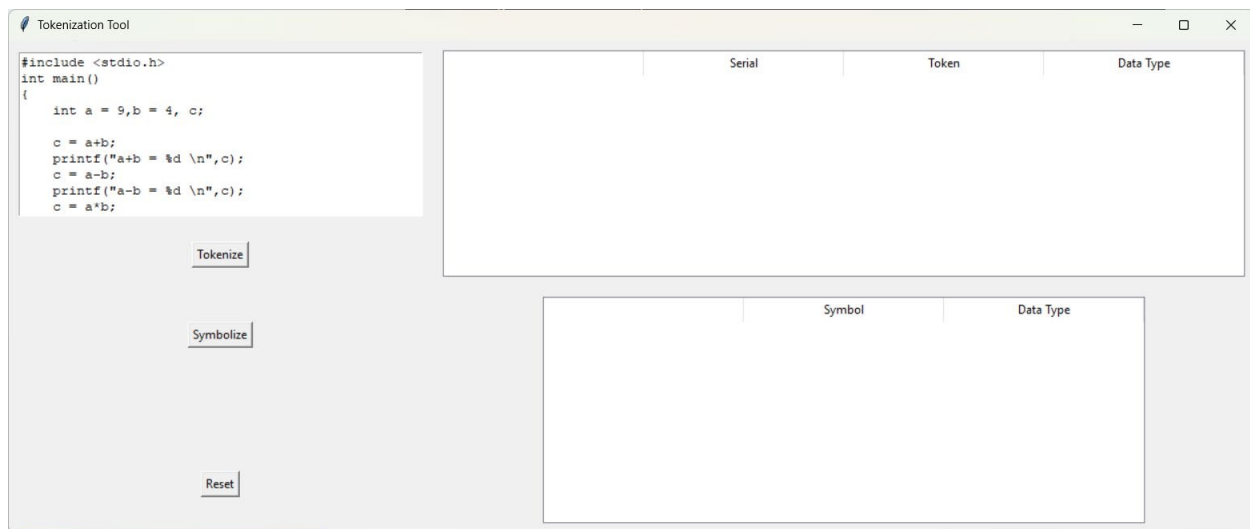 Tokenization Tool
#include <stdio.h>
int main()
{
    int a = 9,b = 4, c;
    c = a+b;
    printf("a+b = %d \n",c);
    c = a-b;
    printf("a-b = %d \n",c);
    c = a*b;
Serial Token Data Type
Tokenize
Symbol Data Type
Symbolize
Reset